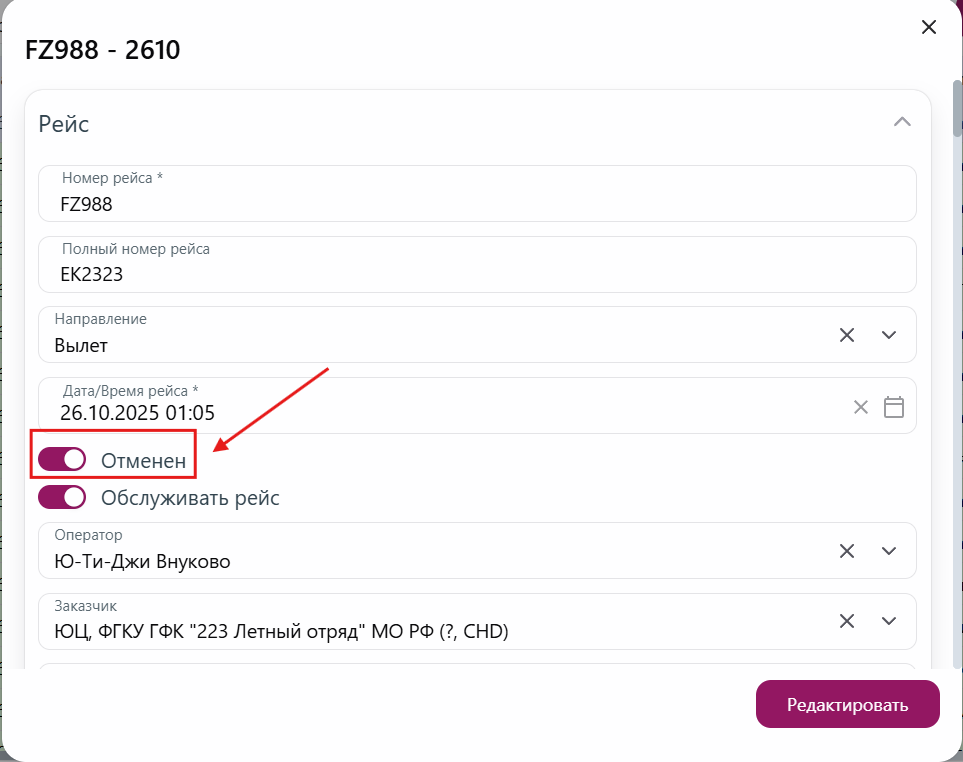 FZ988 - 2610
Рейс
Номер рейса *
FZ988
Полный номер рейса
EK2323
Направление
Вылет
Дата/Время рейса *
26.10.2025 01:05
Отменен
Обслуживать рейс
Оператор
Ю-Ти-Джи Внуково
Заказчик
ЮЦ, ФГКУ ГФК "223 Летный отряд" МО РФ (?, CHD)
Редактировать